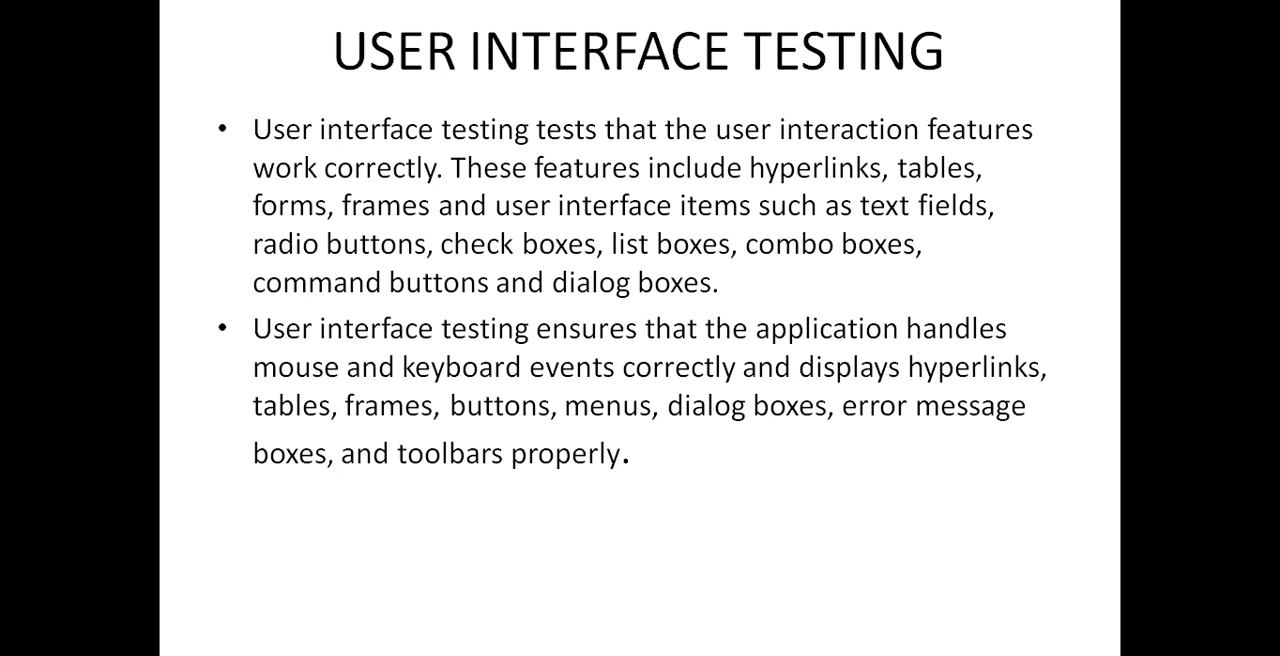 USER INTERFACE TESTING
• User interface testing tests that the user interaction features
work correctly. These features include hyperlinks, tables,
forms, frames and user interface items such as text fields,
radio buttons, check boxes, list boxes, combo boxes,
command buttons and dialog boxes.
• User interface testing ensures that the application handles
mouse and keyboard events correctly and displays hyperlinks,
tables, frames, buttons, menus, dialog boxes, error message
boxes, and toolbars properly.